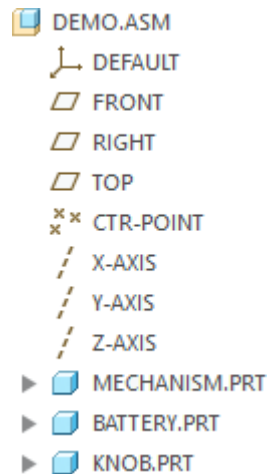 DEMO.ASM
DEFAULT
FRONT
RIGHT
TOP
CTR-POINT
X-AXIS
Y-AXIS
Z-AXIS
MECHANISM.PRT
BATTERY.PRT
KNOB.PRT